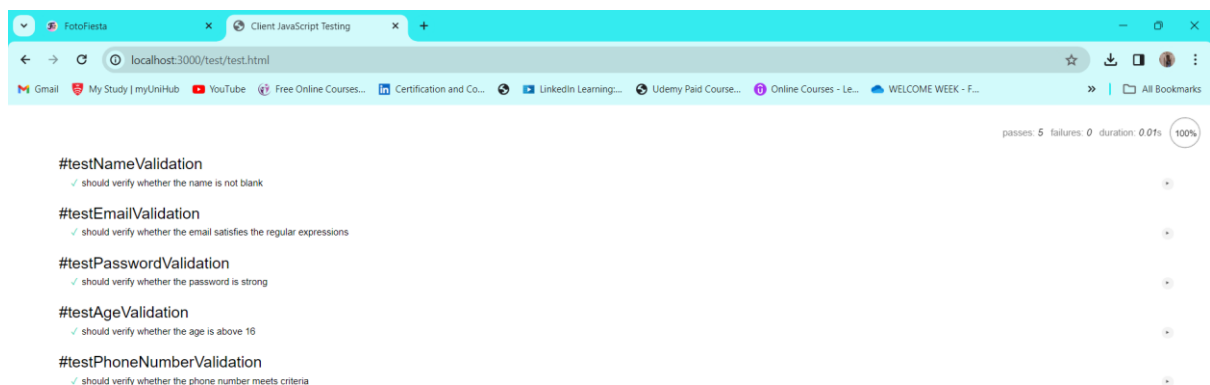 FotoFiesta
Client JavaScript Testing
localhost:3000/test/test.html
Gmail My Study | myUniHub YouTube Free Online Courses... Certification and Co... LinkedIn Learning:... Udemy Paid Course... Online Courses - Le... WELCOME WEEK - F... » All Bookmarks
passes: 5 failures: 0 duration: 0.01s 100%
#testNameValidation
✓ should verify whether the name is not blank
#testEmailValidation
✓ should verify whether the email satisfies the regular expressions
#testPasswordValidation
✓ should verify whether the password is strong
#testAgeValidation
✓ should verify whether the age is above 16
#testPhoneNumberValidation
✓ should verify whether the phone number meets criteria